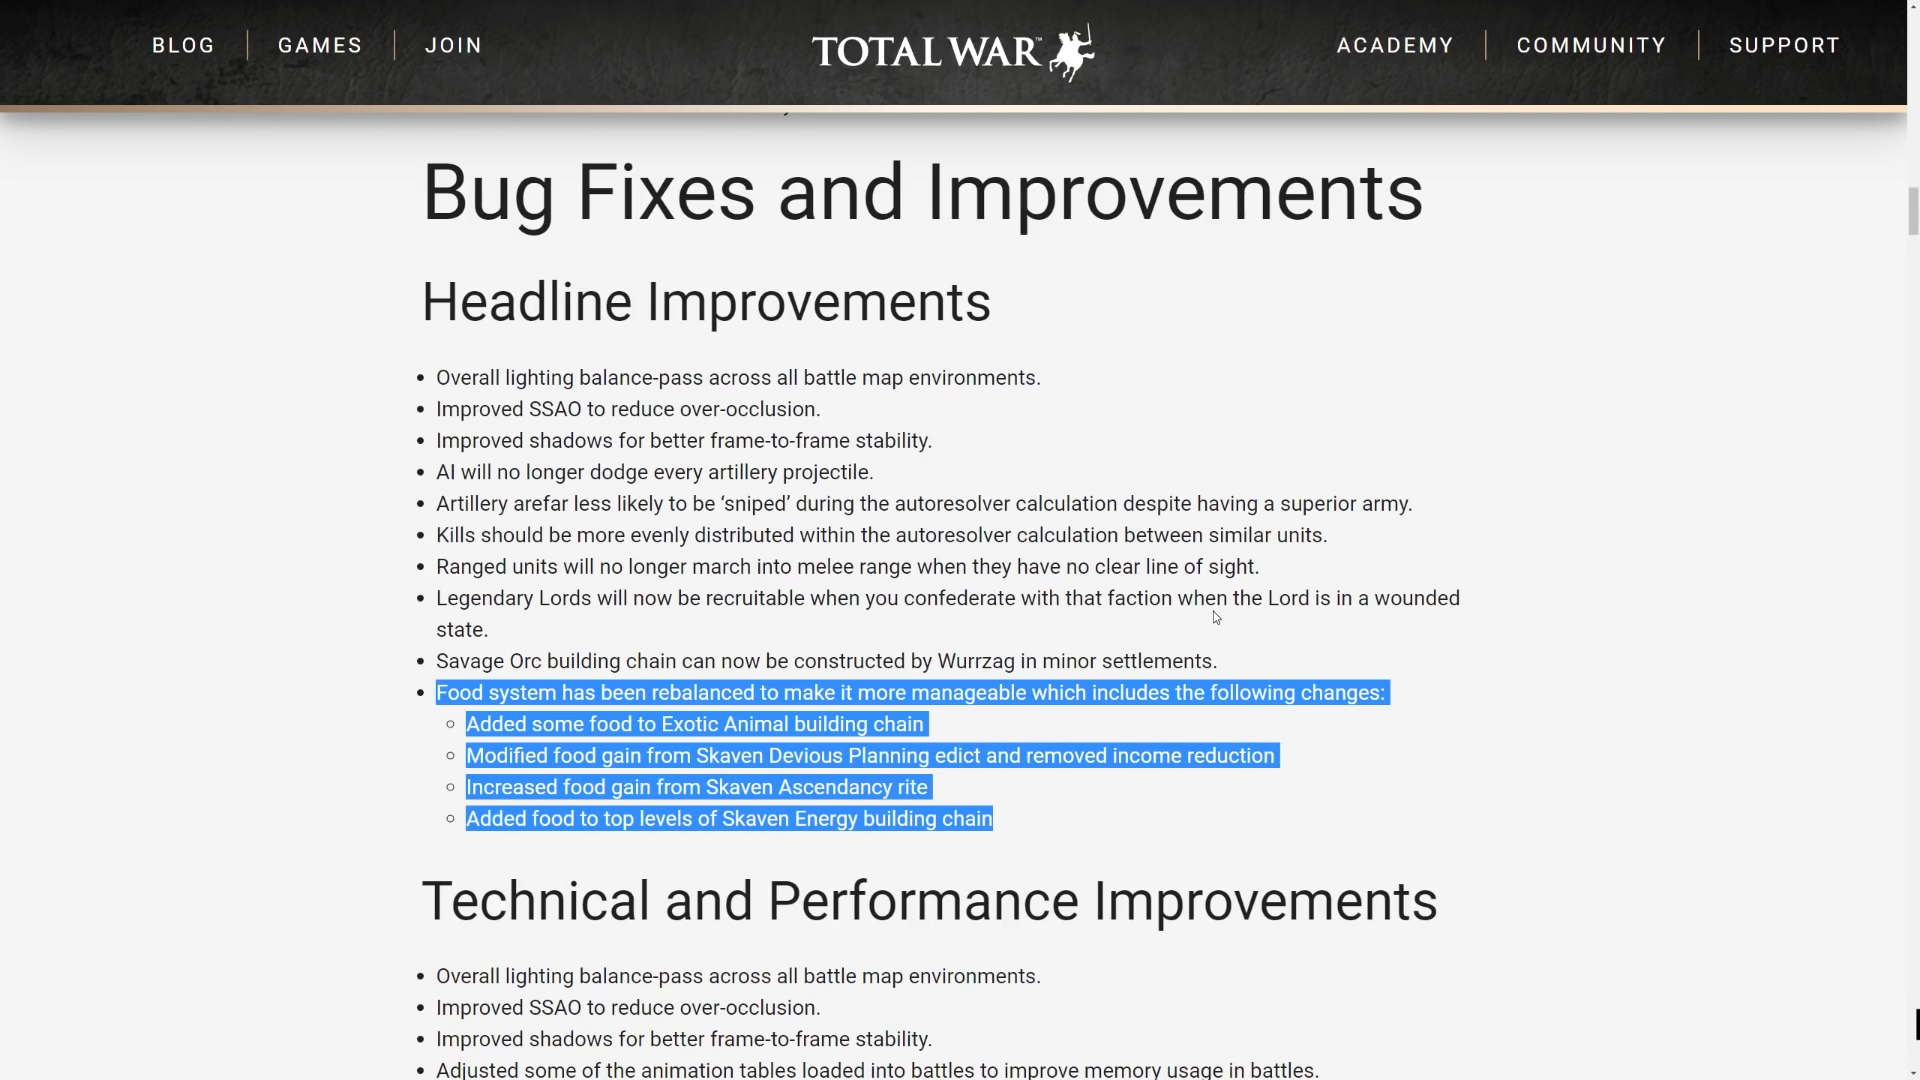 BLOG
GAMES
JOIN
TOTAL WAR™
ACADEMY
COMMUNITY
SUPPORT
Bug Fixes and Improvements
Headline Improvements
• Overall lighting balance-pass across all battle map environments.
• Improved SSAO to reduce over-occlusion.
• Improved shadows for better frame-to-frame stability.
• AI will no longer dodge every artillery projectile.
• Artillery arefar less likely to be ‘sniped’ during the autoresolver calculation despite having a superior army.
• Kills should be more evenly distributed within the autoresolver calculation between similar units.
• Ranged units will no longer march into melee range when they have no clear line of sight.
• Legendary Lords will now be recruitable when you confederate with that faction when the Lord is in a wounded
state.
• Savage Orc building chain can now be constructed by Wurrzag in minor settlements.
• Food system has been rebalanced to make it more manageable which includes the following changes:
◦ Added some food to Exotic Animal building chain
◦ Modified food gain from Skaven Devious Planning edict and removed income reduction
◦ Increased food gain from Skaven Ascendancy rite
◦ Added food to top levels of Skaven Energy building chain
Technical and Performance Improvements
• Overall lighting balance-pass across all battle map environments.
• Improved SSAO to reduce over-occlusion.
• Improved shadows for better frame-to-frame stability.
• Adjusted some of the animation tables loaded into battles to improve memory usage in battles.